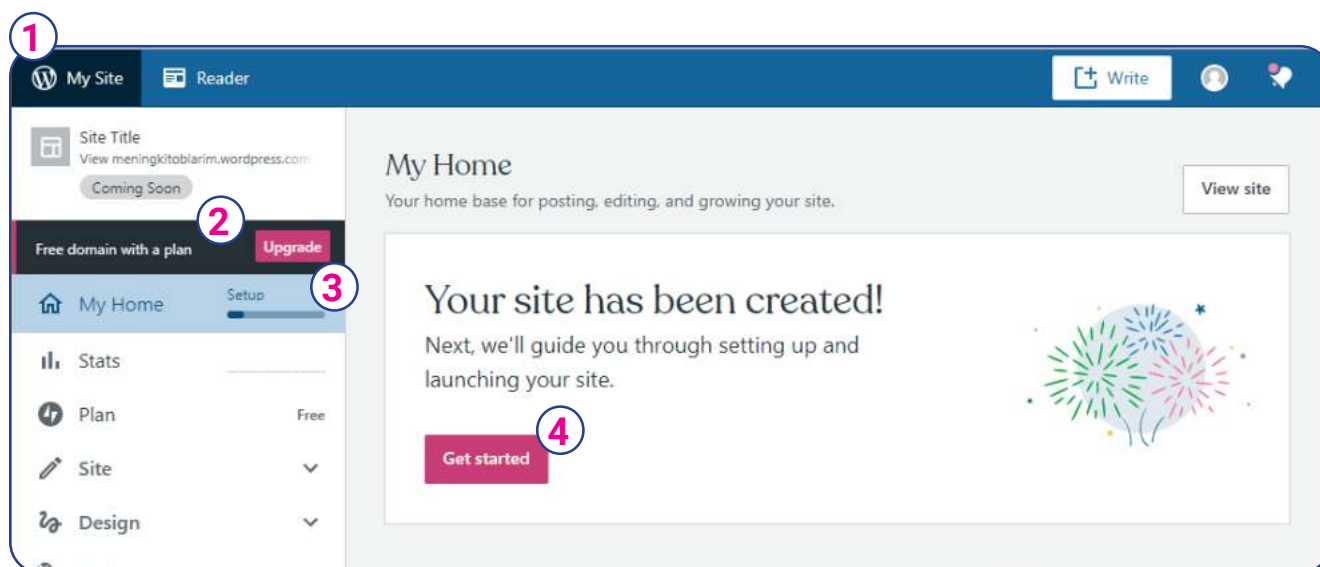 1
My Site
Reader
Write
Site Title
View meningkitoblarim.wordpress.com
Coming Soon
2
Free domain with a plan
Upgrade
My Home
Setup
3
Stats
Plan
Free
Site
Design
My Home
Your home base for posting, editing, and growing your site.
View site
Your site has been created!
Next, we'll guide you through setting up and
launching your site.
4
Get started